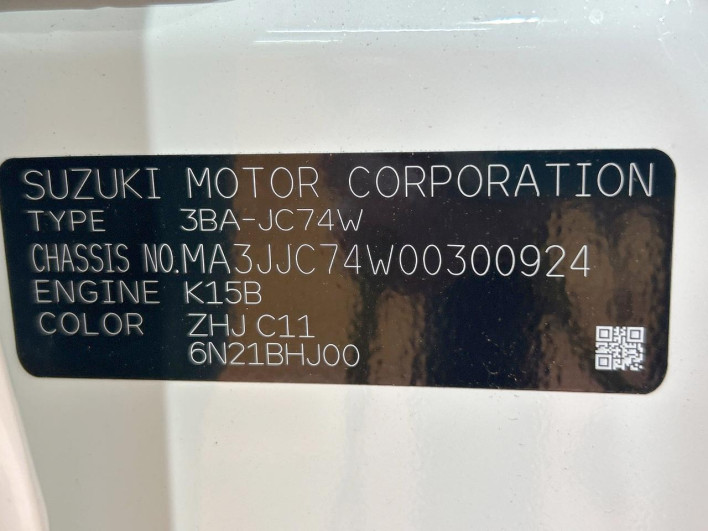 SUZUKI MOTOR CORPORATION
TYPE 3BA-JC74W
CHASSIS NO.MA3JJC74W00300924
ENGINE K15B
COLOR ZHJ C11
6N21BHJ00